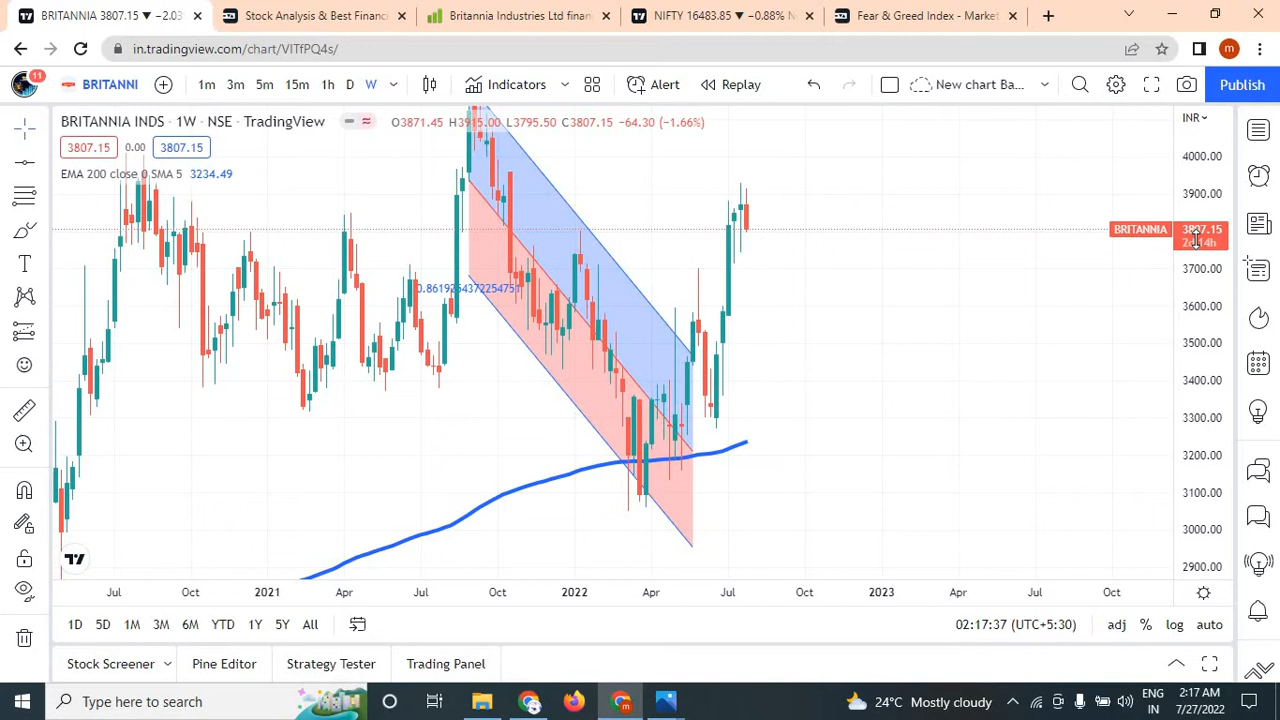 BRITANNIA 3807.15 ▼ −2.03
Stock Analysis & Best Financi
Britannia Industries Ltd finan
NIFTY 16483.85 ▼ −0.88% N
Fear & Greed Index - Market
in.tradingview.com/chart/VITfPQ4s/
11
BRITANNI
1m 3m 5m 15m 1h D W
Indicators
Alert
Replay
New chart Ba...
Publish
BRITANNIA INDS · 1W · NSE · TradingView
O3871.45 H3915.00 L3795.50 C3807.15 −64.30 (−1.66%)
INR
3807.15 0.00 3807.15
EMA 200 close 0 SMA 5 3234.49
4000.00
3900.00
BRITANNIA 3807.15
3700.00
3600.00
3500.00
3400.00
3300.00
3200.00
3100.00
3000.00
2900.00
Jul Oct 2021 Apr Jul Oct 2022 Apr Jul Oct 2023 Apr Jul Oct
1D 5D 1M 3M 6M YTD 1Y 5Y All
02:17:37 (UTC+5:30)
adj % log auto
Stock Screener
Pine Editor
Strategy Tester
Trading Panel
Type here to search
24°C Mostly cloudy
ENG
IN
2:17 AM
7/27/2022